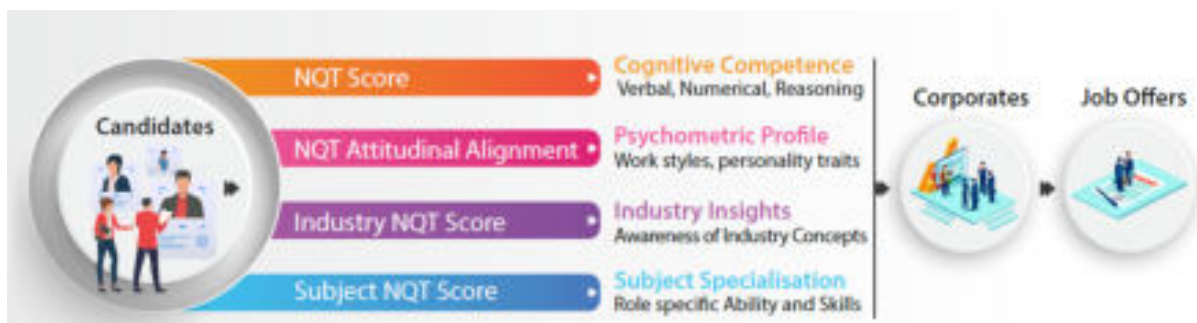 Candidates
NQT Score
Cognitive Competence
Verbal, Numerical, Reasoning
NQT Attitudinal Alignment
Psychometric Profile
Work styles, personality traits
Industry NQT Score
Industry Insights
Awareness of Industry Concepts
Subject NQT Score
Subject Specialisation
Role specific Ability and Skills
Corporates
Job Offers